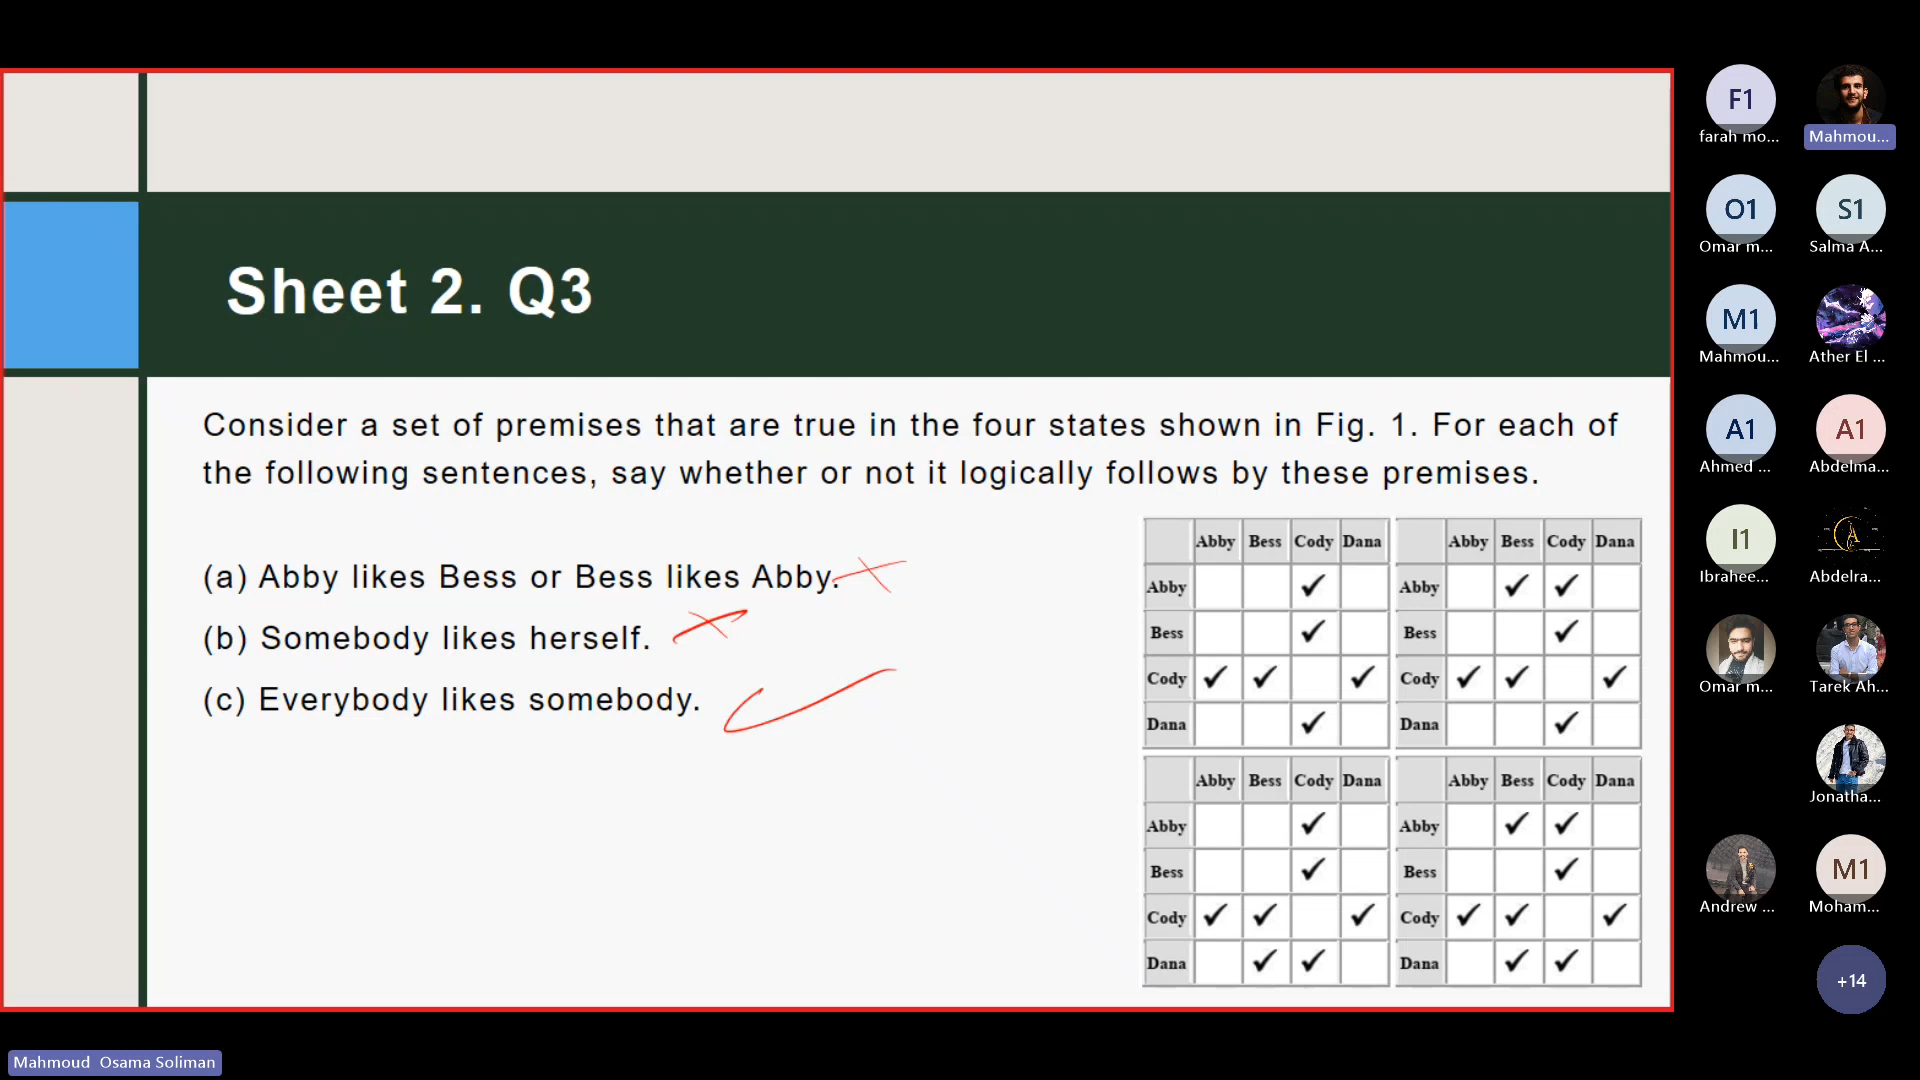 Sheet 2. Q3
Consider a set of premises that are true in the four states shown in Fig. 1. For each of
the following sentences, say whether or not it logically follows by these premises.
(a) Abby likes Bess or Bess likes Abby.
(b) Somebody likes herself.
(c) Everybody likes somebody.
Abby Bess Cody Dana
Abby ✓
Bess ✓
Cody ✓ ✓ ✓
Dana ✓
Abby Bess Cody Dana
Abby ✓ ✓
Bess ✓
Cody ✓ ✓ ✓
Dana ✓
Abby Bess Cody Dana
Abby ✓
Bess ✓
Cody ✓ ✓ ✓
Dana ✓ ✓
Abby Bess Cody Dana
Abby ✓ ✓
Bess ✓
Cody ✓ ✓ ✓
Dana ✓ ✓
F1
farah mo...
Mahmou...
O1
Omar m...
S1
Salma A...
M1
Mahmou...
Ather El ...
A1
Ahmed ...
A1
Abdelma...
I1
Ibrahee...
Abdelra...
Omar m...
Tarek Ah...
Jonatha...
Andrew ...
M1
Moham...
+14
Mahmoud Osama Soliman